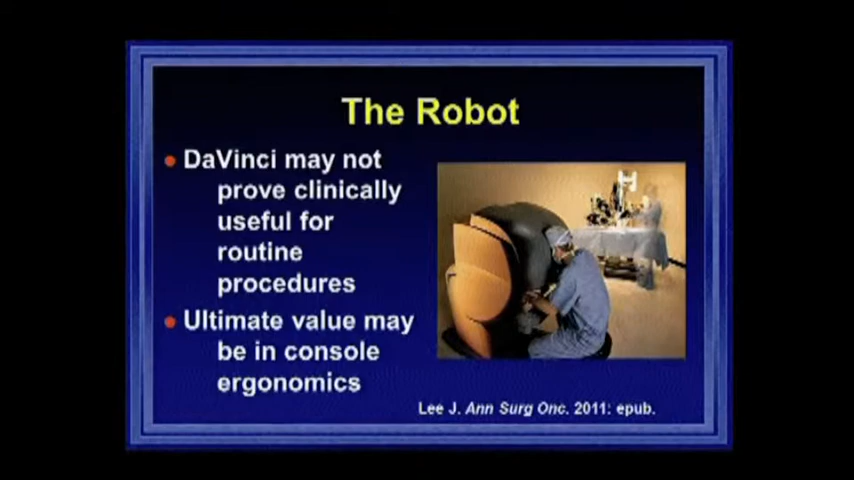 The Robot
DaVinci may not
prove clinically
useful for
routine
procedures
Ultimate value may
be in console
ergonomics
Lee J. Ann Surg Onc. 2011: epub.